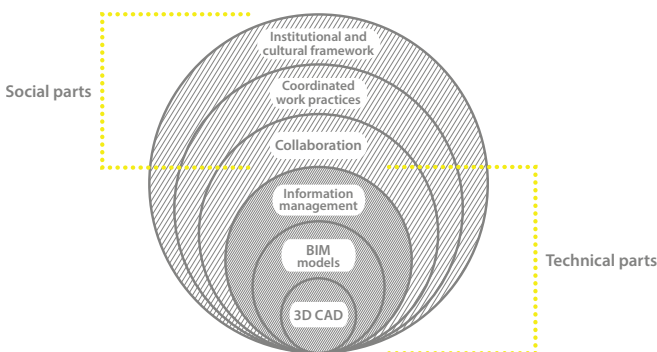 Institutional and
cultural framework
Social parts
Coordinated
work practices
Collaboration
Information
management
BIM
models
Technical parts
3D CAD